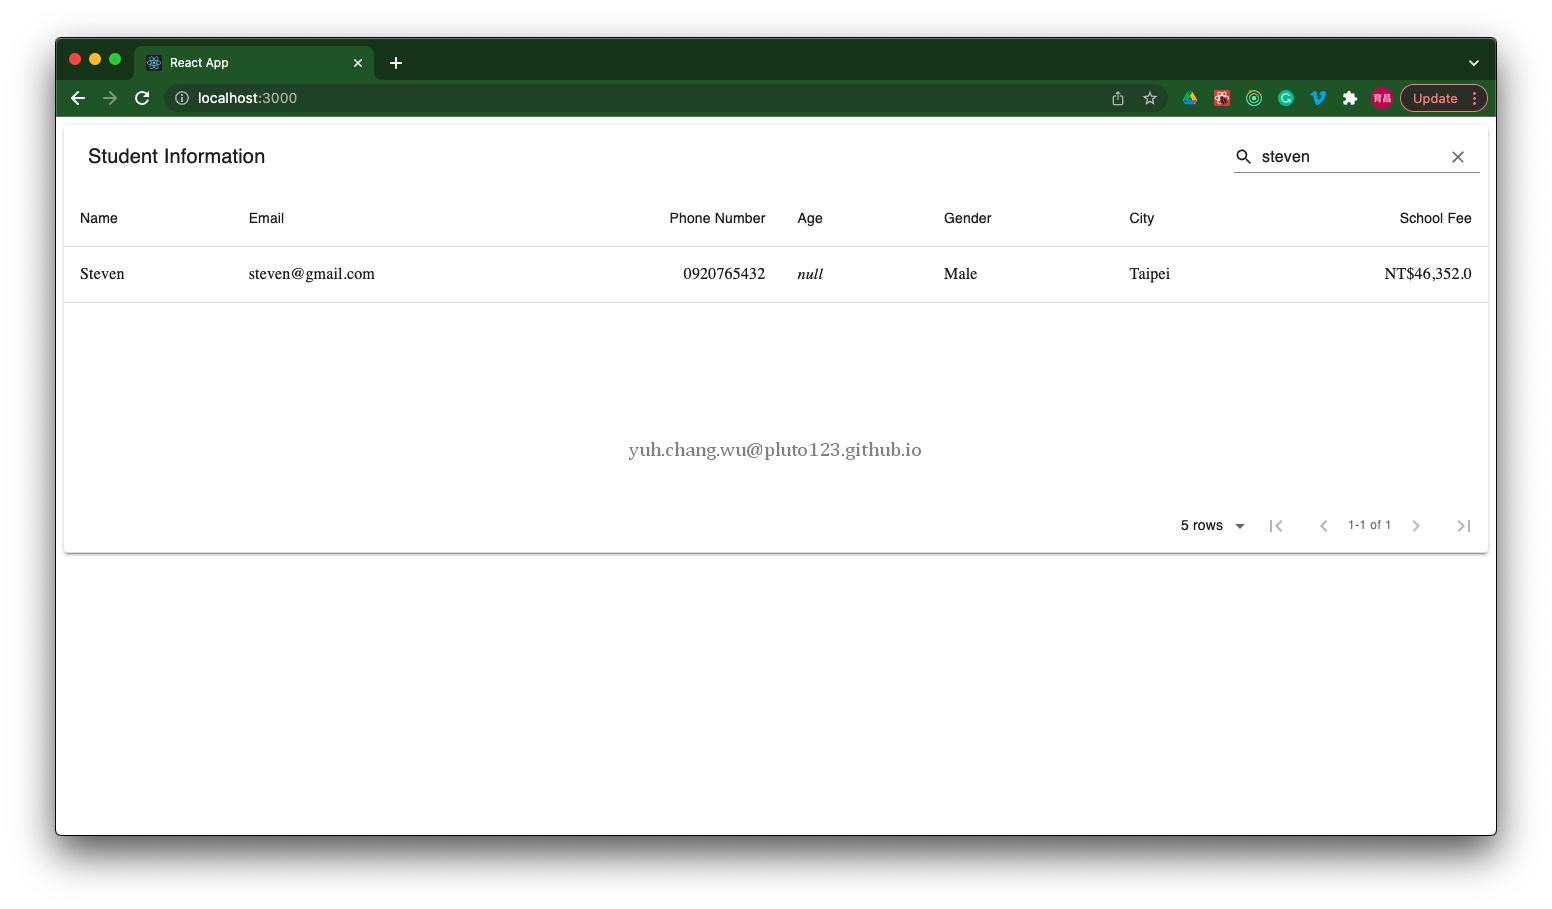 React App
localhost:3000
育昌
Update
Student Information
steven
Name Email Phone Number Age Gender City School Fee
Steven steven@gmail.com 0920765432 null Male Taipei NT$46,352.0
yuh.chang.wu@pluto123.github.io
5 rows 1-1 of 1